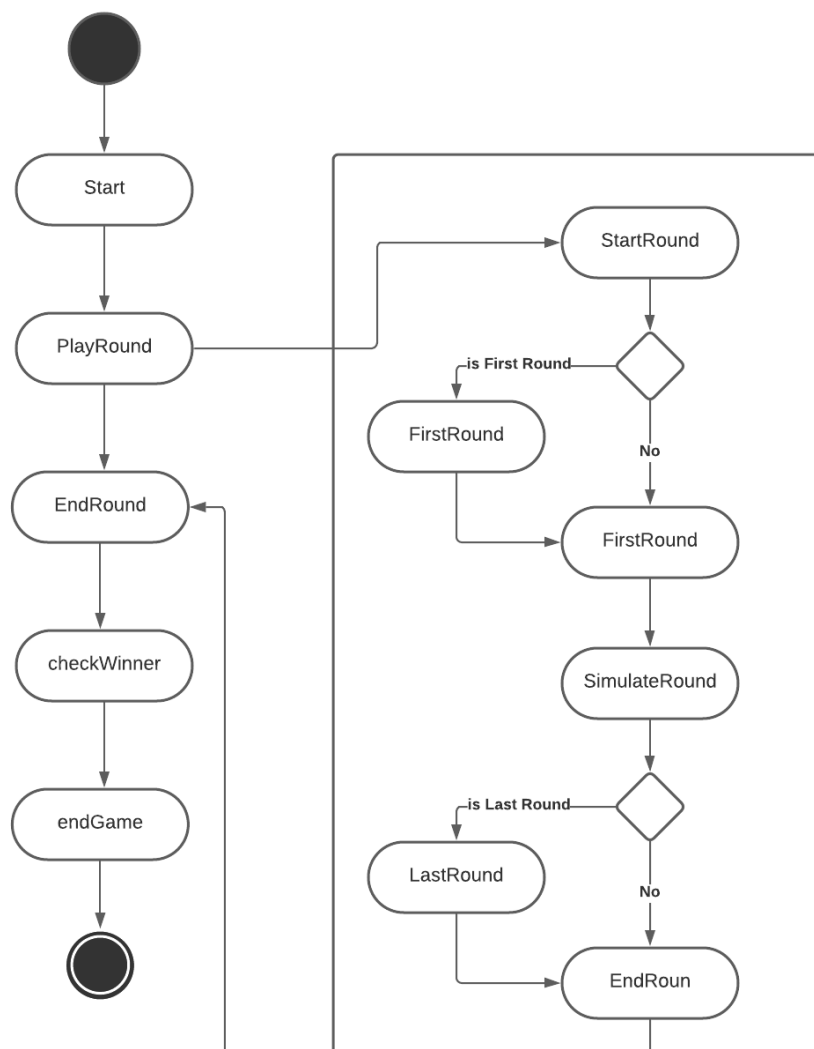 Start
PlayRound
EndRound
checkWinner
endGame
StartRound
is First Round
FirstRound
No
FirstRound
SimulateRound
is Last Round
LastRound
No
EndRoun